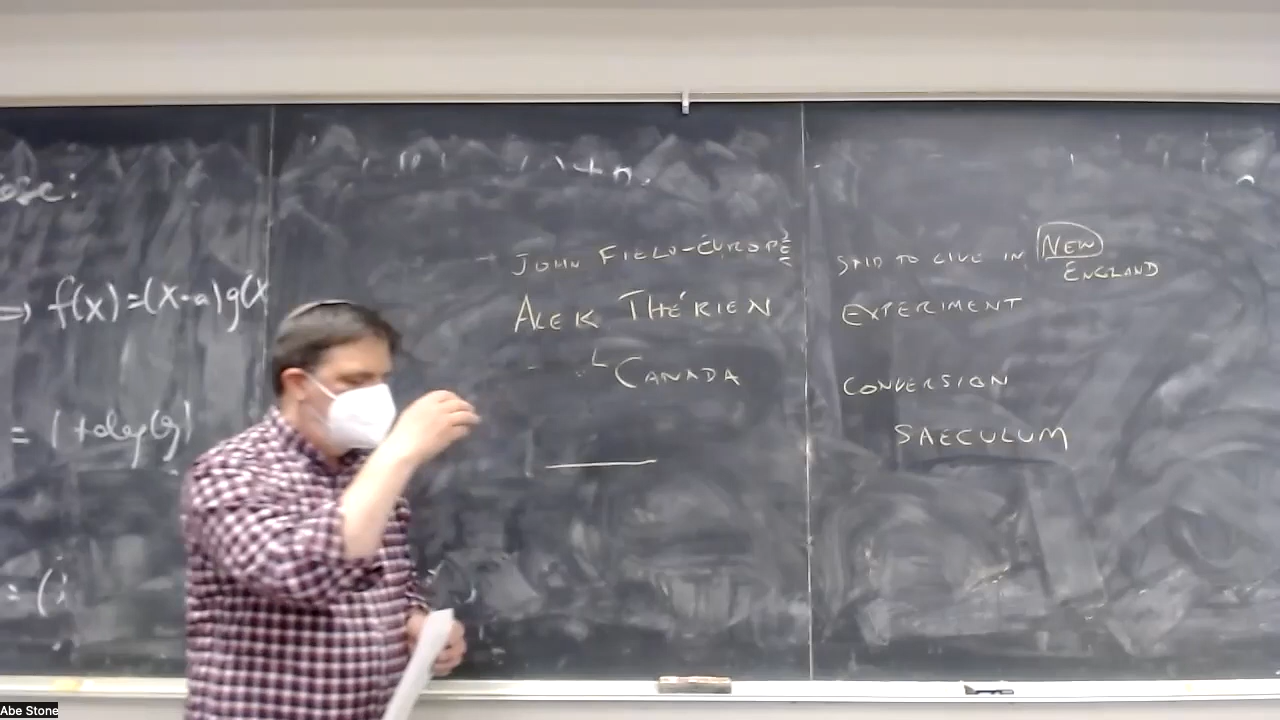 f(x)=(x-a)g(x
= 1+deg(g)
JOHN FIELD-EUROPE
ALEK THÉRIEN
CANADA
SAID TO LIVE IN NEW
ENGLAND
EXPERIMENT
CONVERSION
SAECULUM
Abe Stone